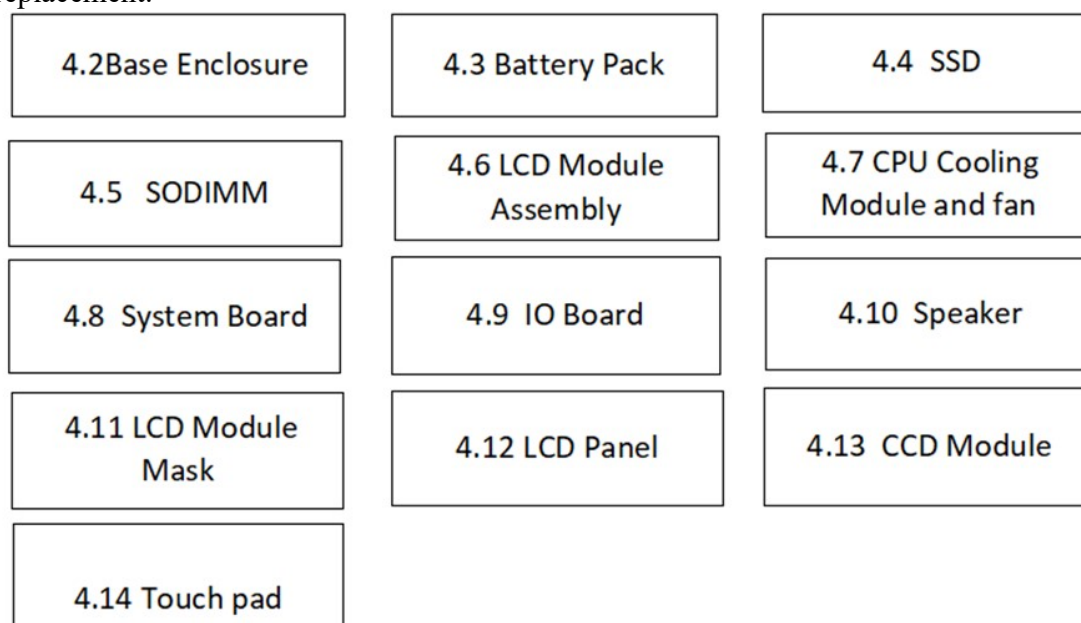 replacement.
4.2Base Enclosure
4.3 Battery Pack
4.4 SSD
4.5 SODIMM
4.6 LCD Module
Assembly
4.7 CPU Cooling
Module and fan
4.8 System Board
4.9 IO Board
4.10 Speaker
4.11 LCD Module
Mask
4.12 LCD Panel
4.13 CCD Module
4.14 Touch pad